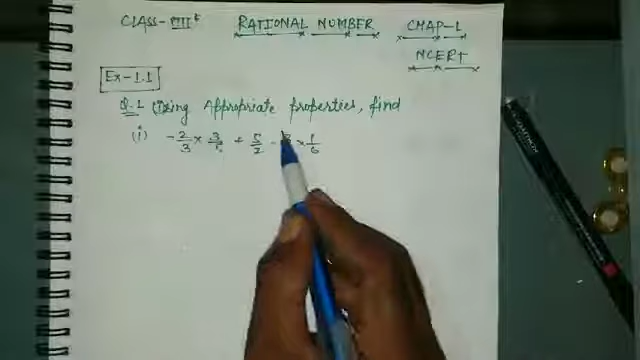 CLASS-VIIIth RATIONAL NUMBER CHAP-1
NCERT
Ex-1.1
Q.1 Using Appropriate properties, find
(i) -2/3 × 3/5 + 5/2 - × 1/6